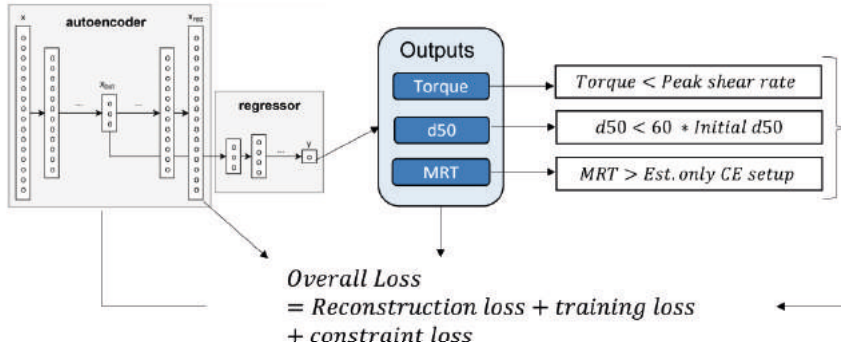 x
autoencoder
x_rec
...
x_bot
...
regressor
...
y
Outputs
Torque
d50
MRT
Torque < Peak shear rate
d50 < 60 * Initial d50
MRT > Est. only CE setup
Overall Loss
= Reconstruction loss + training loss
+ constraint loss